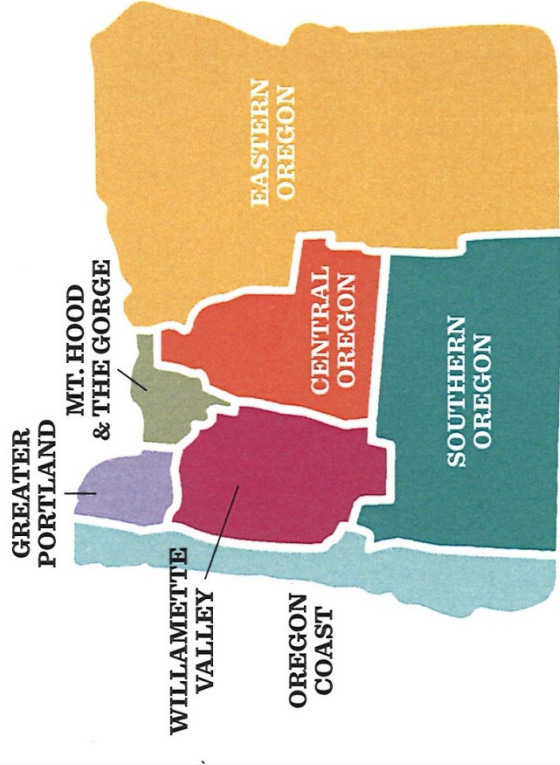 GREATER
PORTLAND
MT. HOOD
& THE GORGE
EASTERN
OREGON
WILLAMETTE
VALLEY
CENTRAL
OREGON
OREGON
COAST
SOUTHERN
OREGON